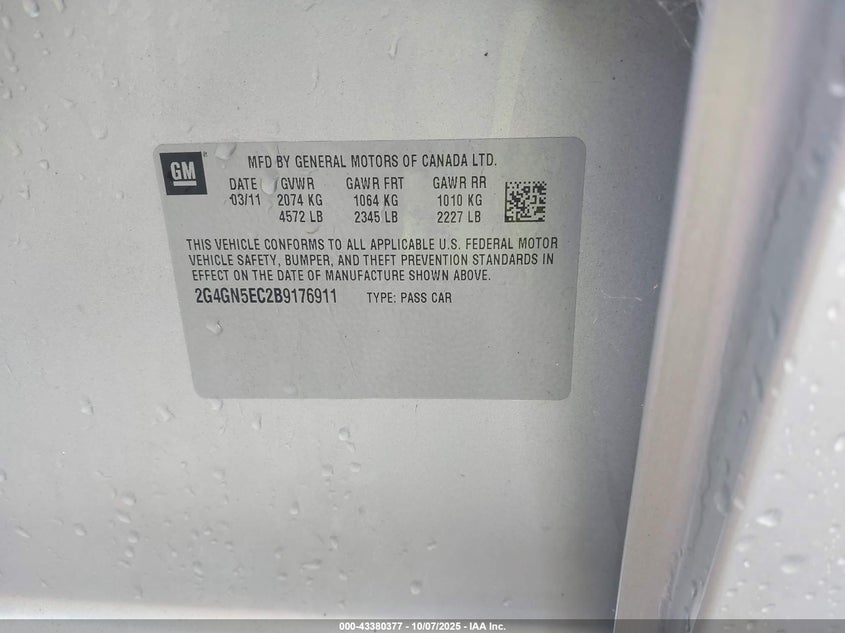 GM
MFD BY GENERAL MOTORS OF CANADA LTD.
DATE GVWR GAWR FRT GAWR RR
03/11 2074 KG 1064 KG 1010 KG
4572 LB 2345 LB 2227 LB
THIS VEHICLE CONFORMS TO ALL APPLICABLE U.S. FEDERAL MOTOR
VEHICLE SAFETY, BUMPER, AND THEFT PREVENTION STANDARDS IN
EFFECT ON THE DATE OF MANUFACTURE SHOWN ABOVE.
2G4GN5EC2B9176911 TYPE: PASS CAR
000-43380377 - 10/07/2025 - IAA Inc.